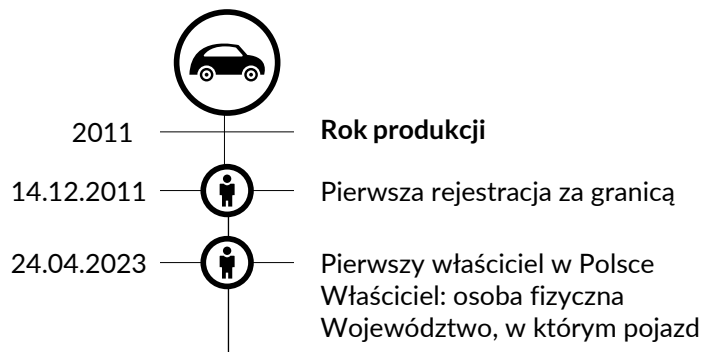 2011 Rok produkcji
14.12.2011 Pierwsza rejestracja za granicą
24.04.2023 Pierwszy właściciel w Polsce
Właściciel: osoba fizyczna
Województwo, w którym pojazd